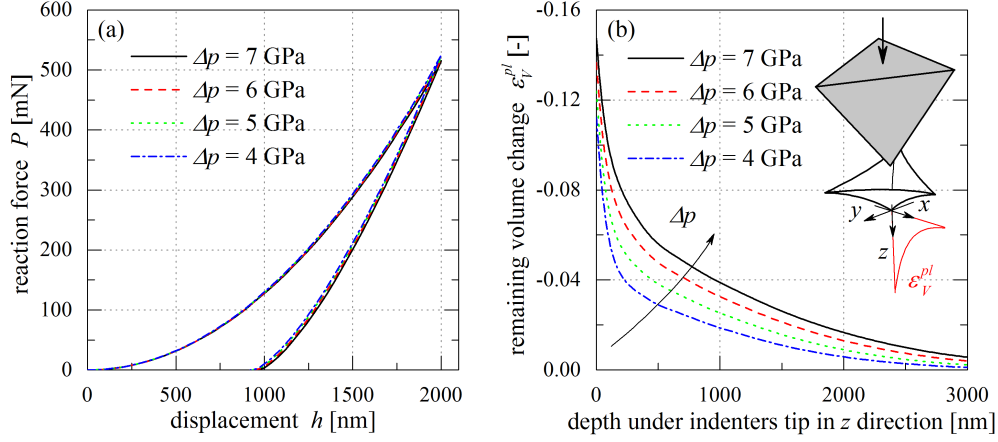 (a)
Δp = 7 GPa
Δp = 6 GPa
Δp = 5 GPa
Δp = 4 GPa
600
500
400
300
200
100
0
0 500 1000 1500 2000
reaction force P [mN]
displacement h [nm]
(b)
Δp = 7 GPa
Δp = 6 GPa
Δp = 5 GPa
Δp = 4 GPa
-0.16
-0.12
-0.08
-0.04
0.00
0 1000 2000 3000
remaining volume change ε_V^pl [-]
depth under indenters tip in z direction [nm]
Δp
y
x
z
ε_V^pl